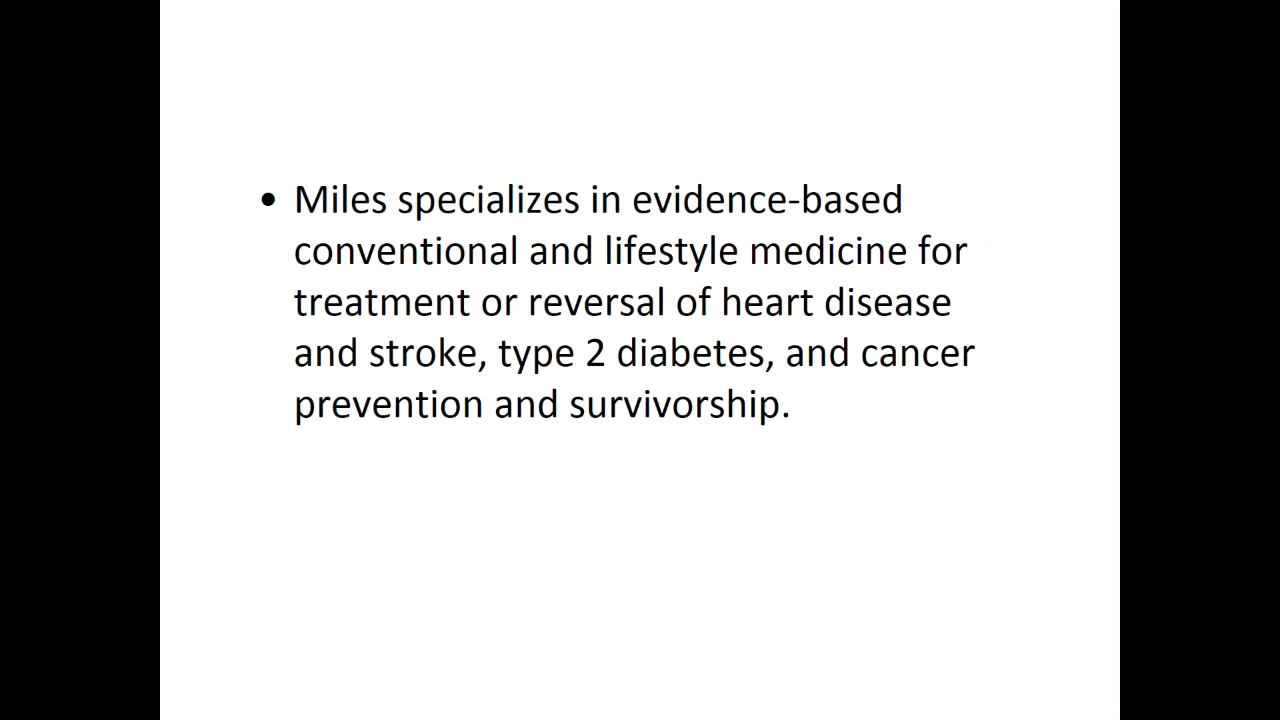 • Miles specializes in evidence-based
conventional and lifestyle medicine for
treatment or reversal of heart disease
and stroke, type 2 diabetes, and cancer
prevention and survivorship.